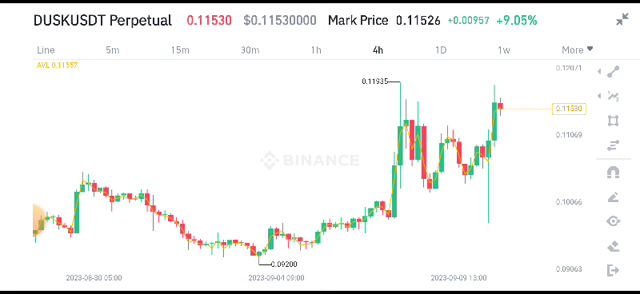 DUSKUSDT Perpetual 0.11530 $0.11530000 Mark Price 0.11526 +0.00957 +9.05%
Line 5m 15m 30m 1h 4h 1D 1w More
AVL 0.11557
0.12071
0.11935
0.11530
0.11069
BINANCE
0.10066
0.09200
0.09063
2023-08-30 05:00 2023-09-04 09:00 2023-09-09 13:00